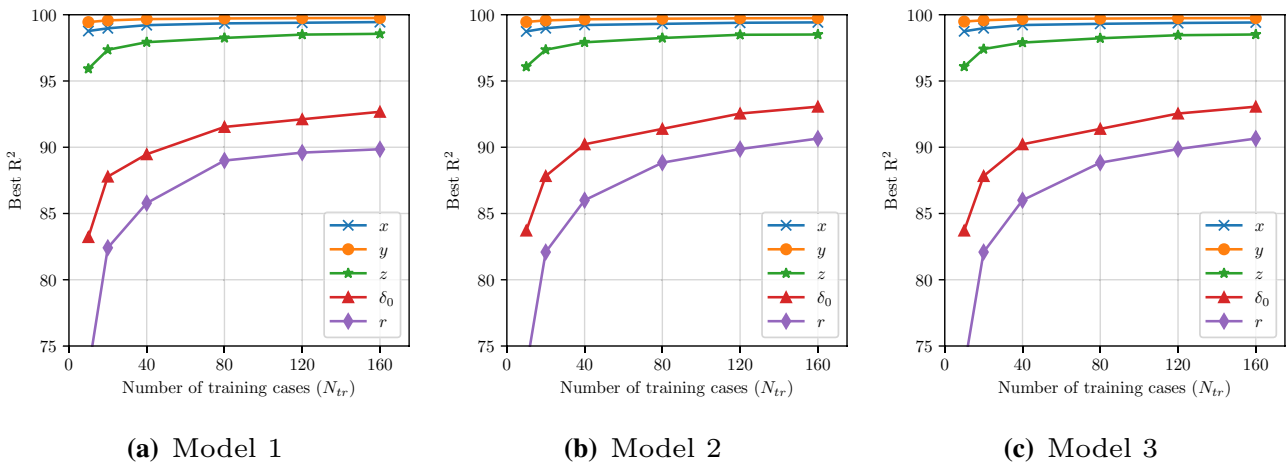 100
95
90
85
80
75
Best R²
0 40 80 120 160
Number of training cases (N_tr)
x
y
z
δ₀
r
(a) Model 1
100
95
90
85
80
75
Best R²
0 40 80 120 160
Number of training cases (N_tr)
x
y
z
δ₀
r
(b) Model 2
100
95
90
85
80
75
Best R²
0 40 80 120 160
Number of training cases (N_tr)
x
y
z
δ₀
r
(c) Model 3